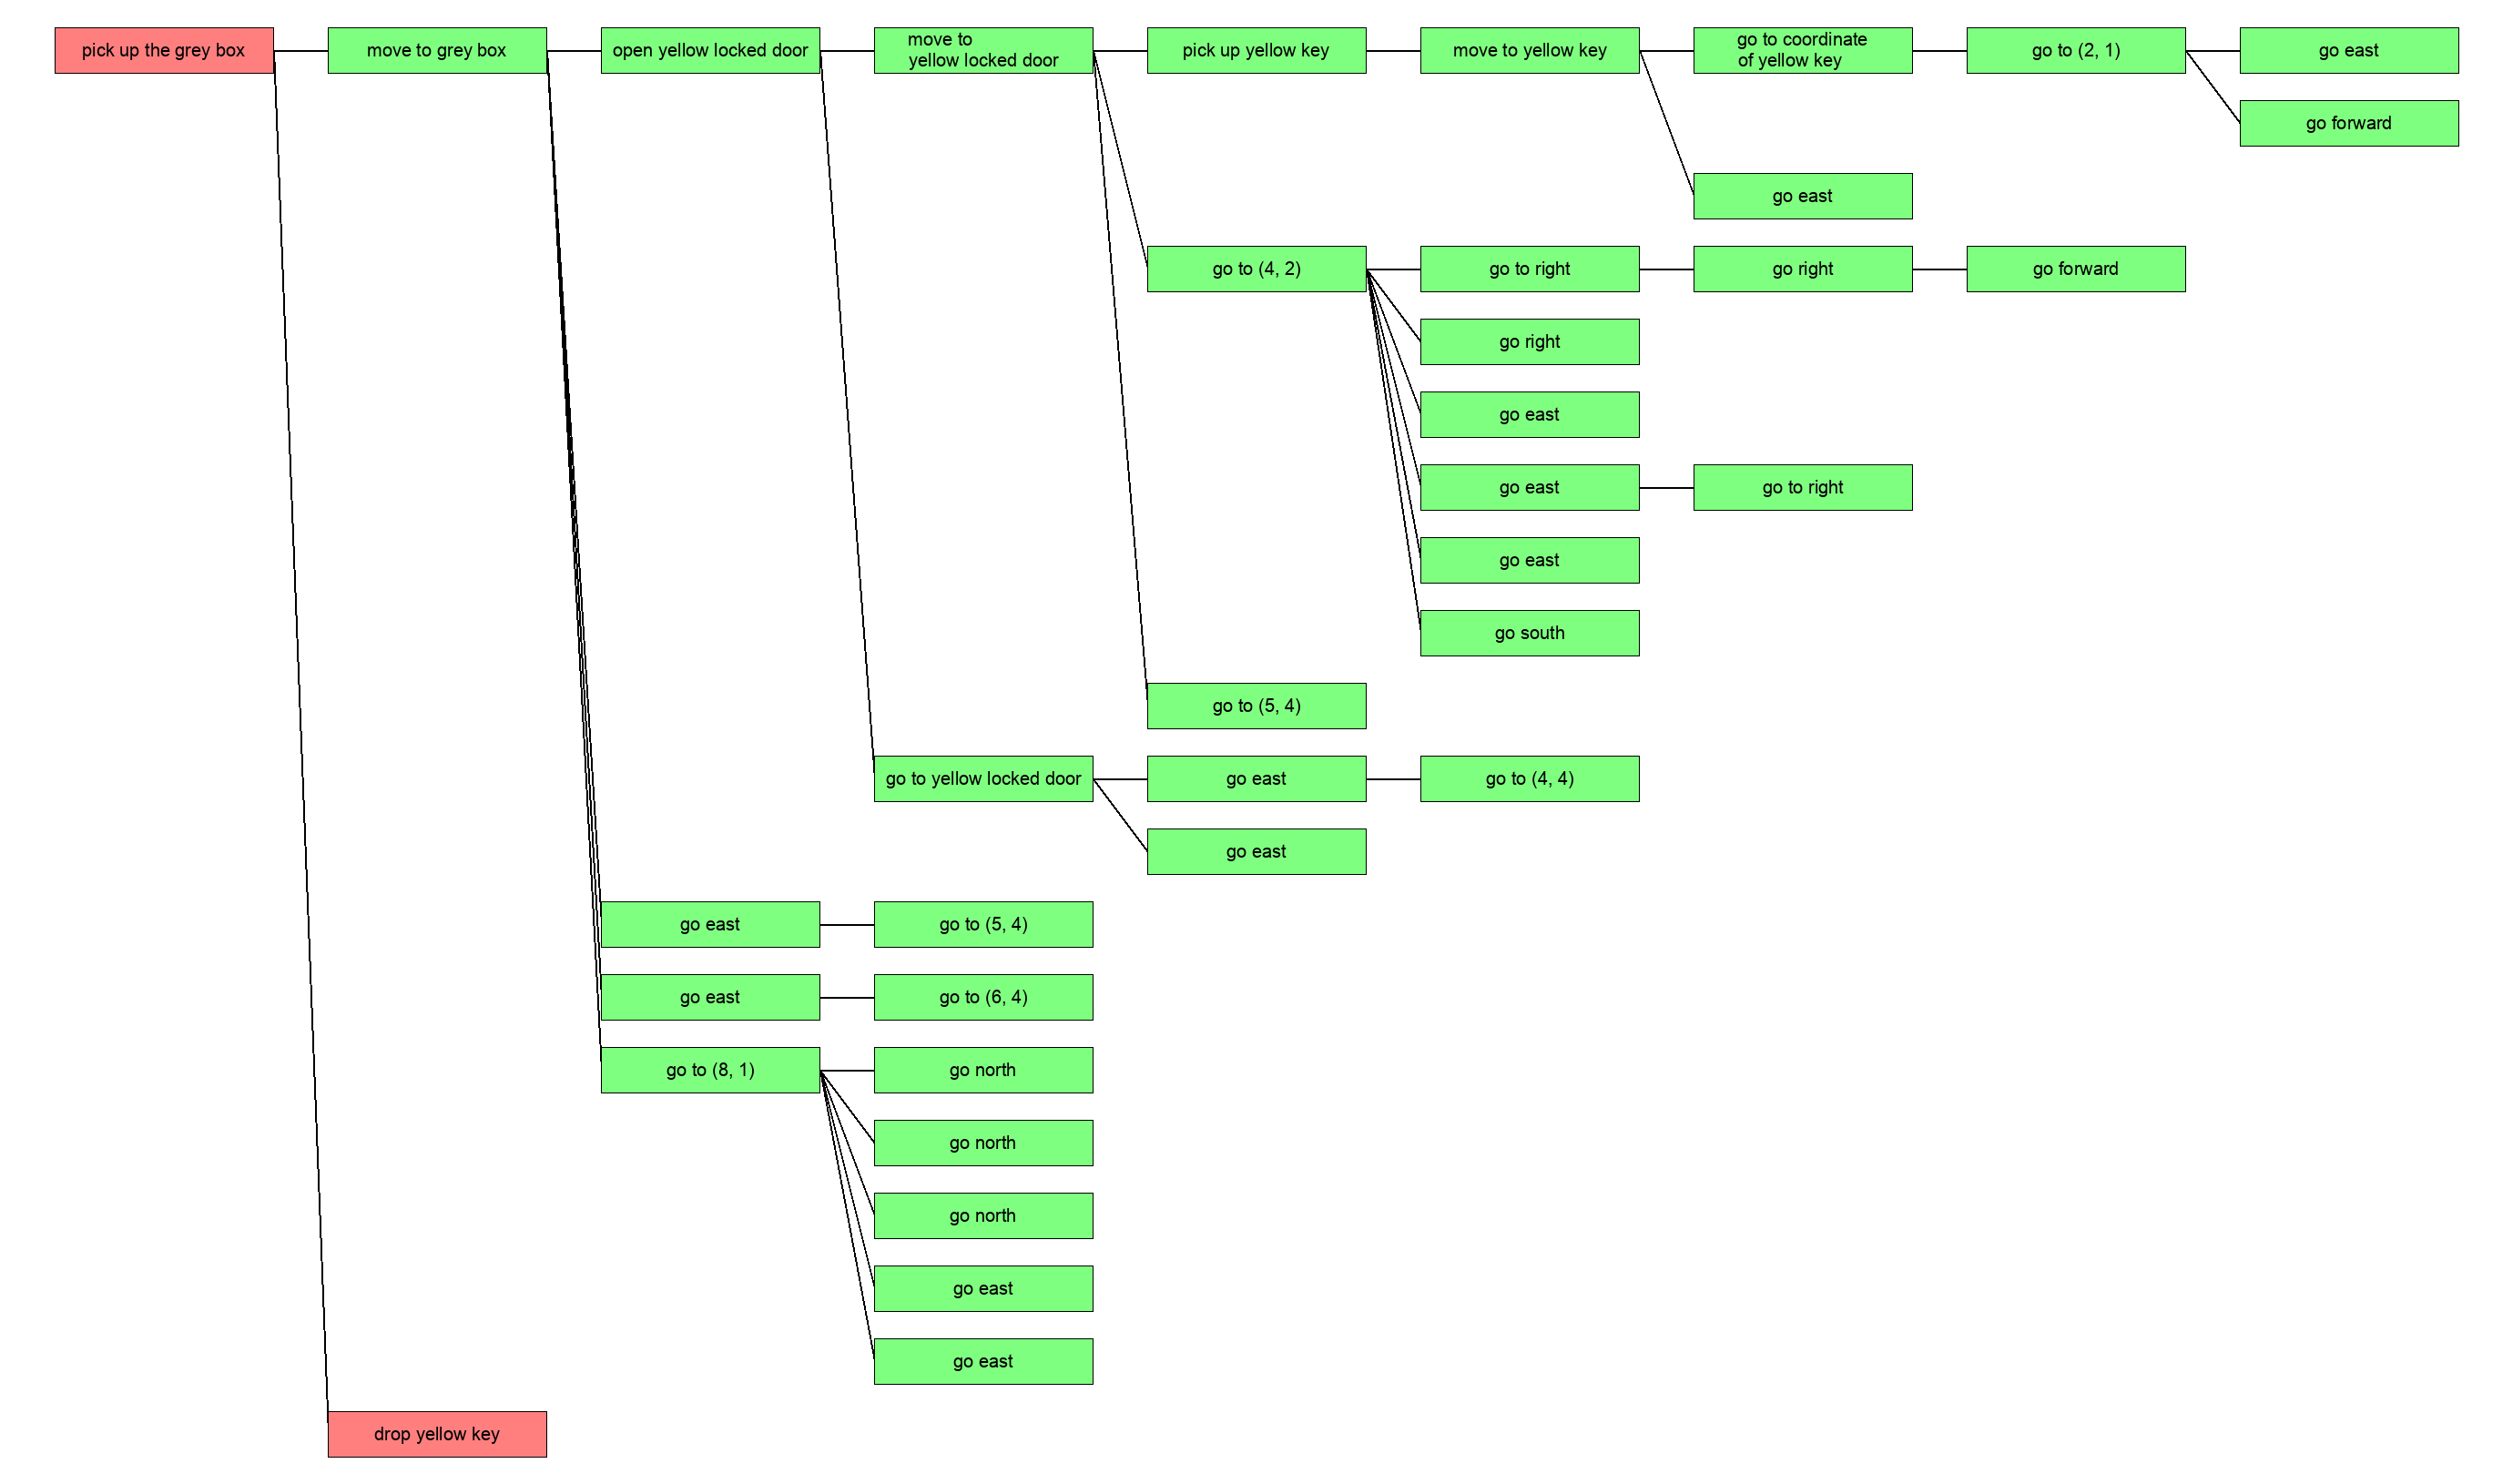 pick up the grey box
move to grey box
open yellow locked door
move to
yellow locked door
pick up yellow key
move to yellow key
go to coordinate
of yellow key
go to (2, 1)
go east
go forward
go east
go to (4, 2)
go to right
go right
go forward
go right
go east
go east
go to right
go east
go south
go to (5, 4)
go to yellow locked door
go east
go to (4, 4)
go east
go east
go to (5, 4)
go east
go to (6, 4)
go to (8, 1)
go north
go north
go north
go east
go east
drop yellow key